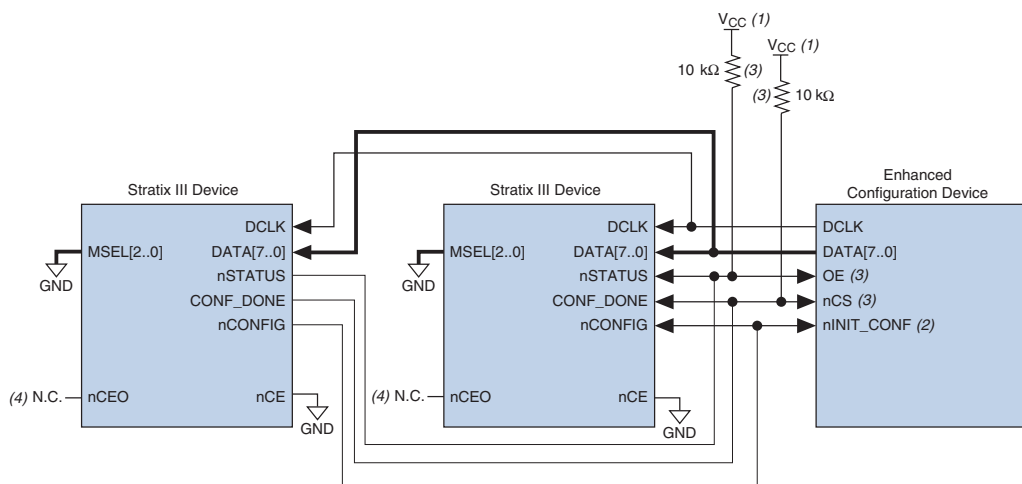 VCC (1)
VCC (1)
10 kΩ
(3)
(3)
10 kΩ
Stratix III Device
Stratix III Device
Enhanced
Configuration Device
DCLK
MSEL[2..0]
DATA[7..0]
nSTATUS
CONF_DONE
nCONFIG
GND
(4) N.C.
nCEO
nCE
GND
DCLK
MSEL[2..0]
DATA[7..0]
nSTATUS
CONF_DONE
nCONFIG
GND
(4) N.C.
nCEO
nCE
GND
DCLK
DATA[7..0]
OE (3)
nCS (3)
nINIT_CONF (2)